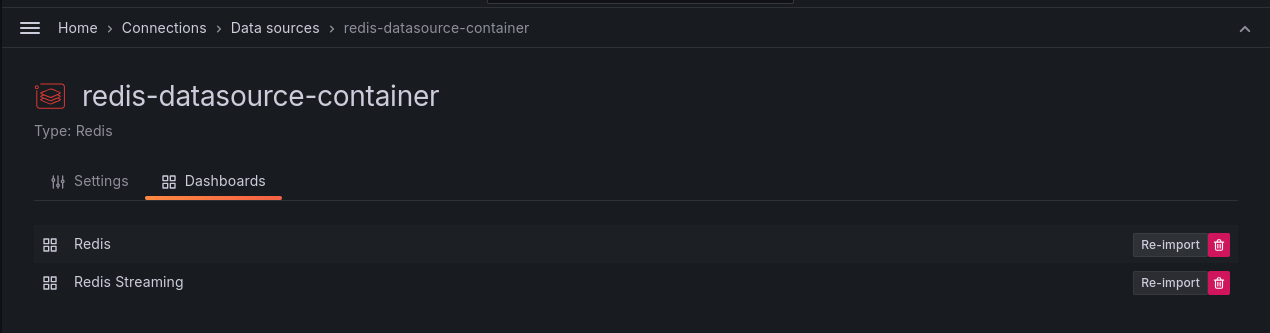 Home › Connections › Data sources › redis-datasource-container
redis-datasource-container
Type: Redis
Settings Dashboards
Redis Re-import
Redis Streaming Re-import